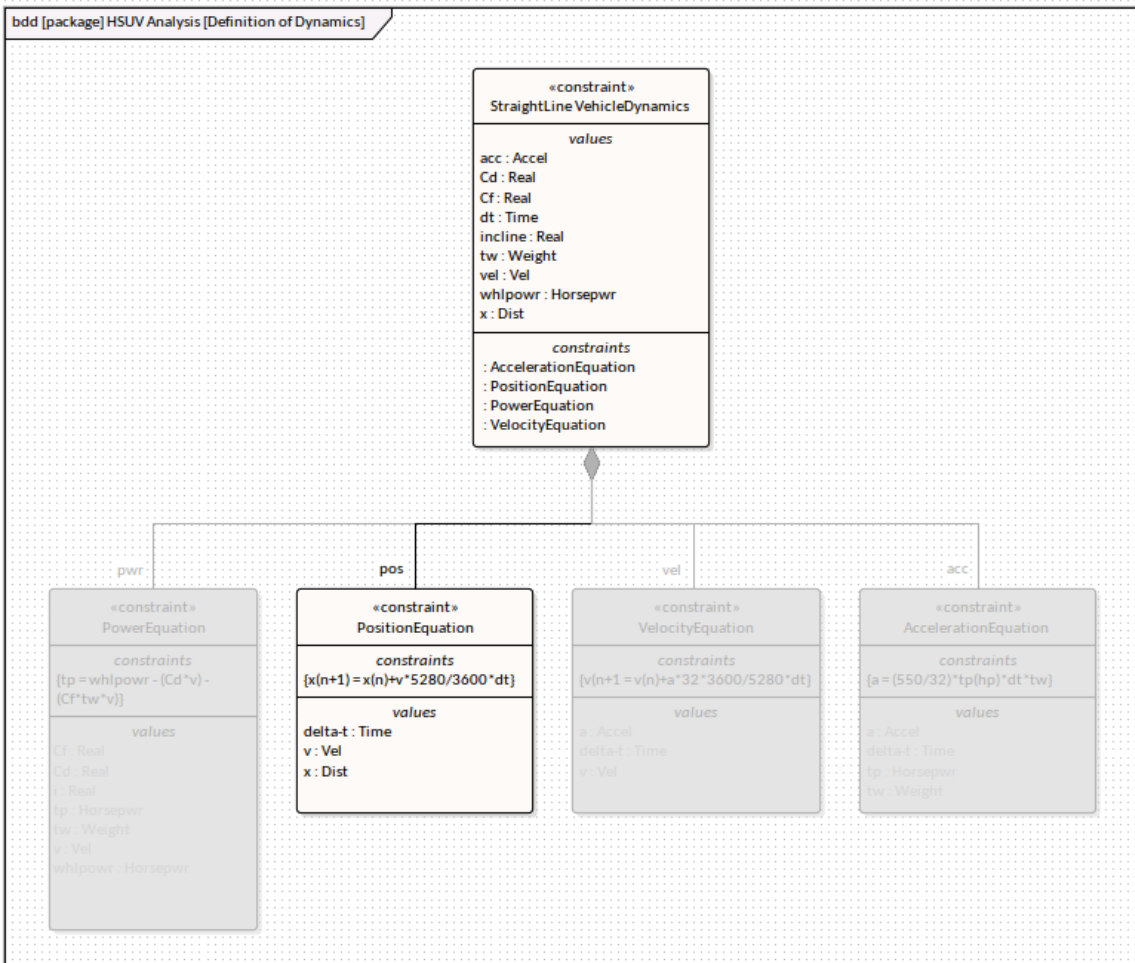 bdd [package] HSUV Analysis [Definition of Dynamics]
«constraint»
StraightLine VehicleDynamics
values
acc : Accel
Cd : Real
Cf : Real
dt : Time
incline : Real
tw : Weight
vel : Vel
whlpowr : Horsepwr
x : Dist
constraints
: AccelerationEquation
: PositionEquation
: PowerEquation
: VelocityEquation
pwr
«constraint»
PowerEquation
constraints
{tp = whlpowr - (Cd*v) -
(Cf*tw*v)}
values
Cf : Real
Cd : Real
i : Real
tp : Horsepwr
tw : Weight
v : Vel
whlpowr : Horsepwr
pos
«constraint»
PositionEquation
constraints
{x(n+1) = x(n)+v*5280/3600*dt}
values
delta-t : Time
v : Vel
x : Dist
vel
«constraint»
VelocityEquation
constraints
{v(n+1 = v(n)+a*32*3600/5280*dt}
values
a : Accel
delta-t : Time
v : Vel
acc
«constraint»
AccelerationEquation
constraints
{a = (550/32)*tp(hp)*dt*tw}
values
a : Accel
delta-t : Time
tp : Horsepwr
tw : Weight